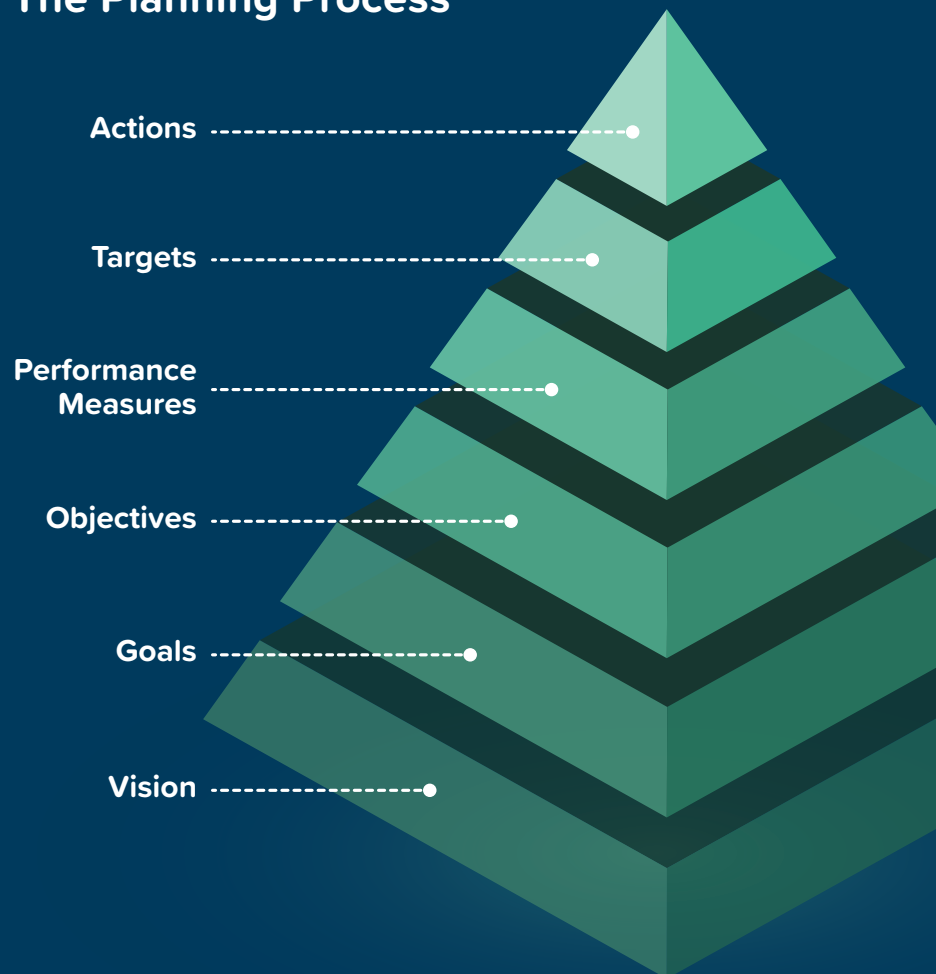 The Planning Process
Actions
Targets
Performance
Measures
Objectives
Goals
Vision